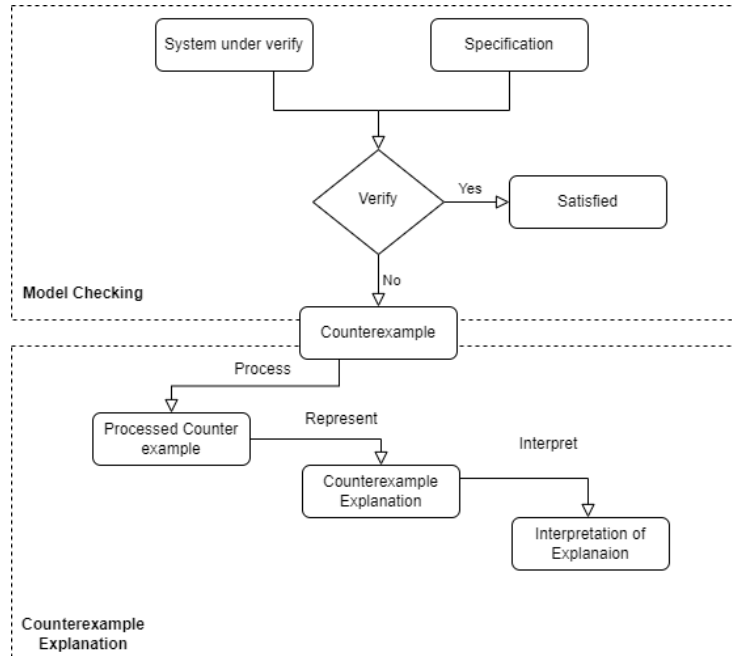 System under verify
Specification
Verify
Yes
Satisfied
No
Model Checking
Counterexample
Process
Processed Counter
example
Represent
Counterexample
Explanation
Interpret
Interpretation of
Explanaion
Counterexample
Explanation